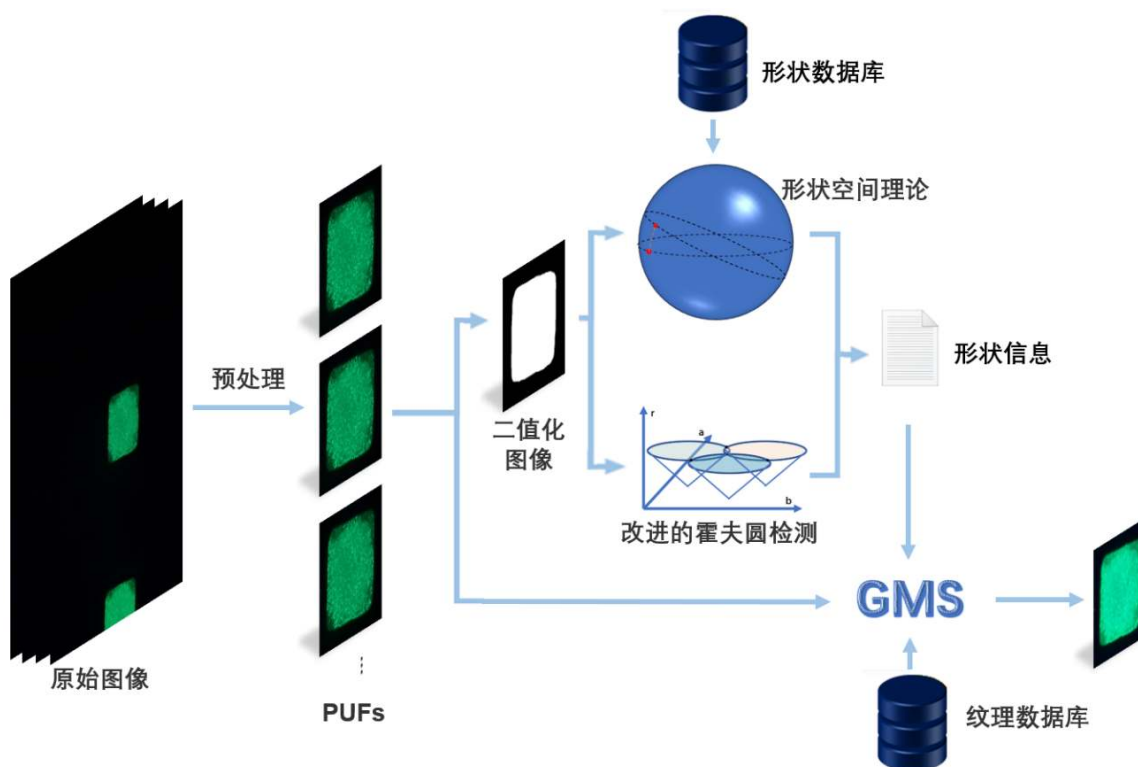 形状数据库
形状空间理论
预处理
二值化
图像
形状信息
r
a
b
改进的霍夫圆检测
GMS
原始图像
PUFs
纹理数据库